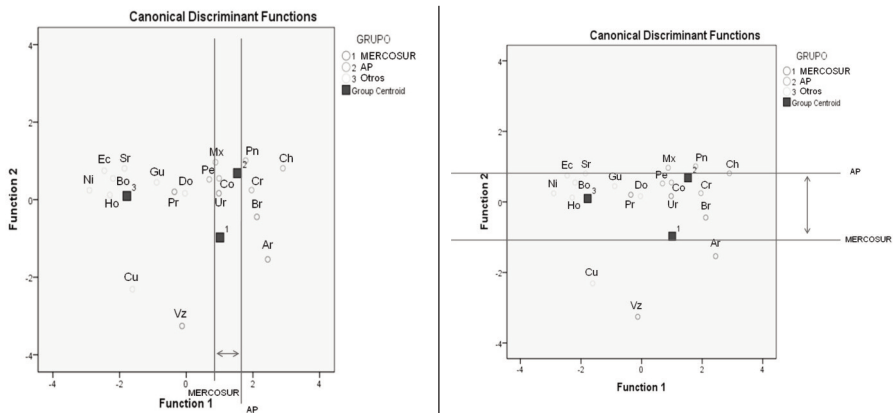 Canonical Discriminant Functions
GRUPO
1 MERCOSUR
2 AP
3 Otros
Group Centroid
Function 2
4
2
0
-2
-4
Mx
Pn
Ch
Ec
Sr
Gu
Pe
2
Ni
Bo
3
Do
Co
Cr
Ho
Pr
Ur
Br
1
Ar
Cu
Vz
-4
-2
0
2
4
MERCOSUR
Function 1
AP
Canonical Discriminant Functions
GRUPO
1 MERCOSUR
2 AP
3 Otros
Group Centroid
Function 2
4
2
0
-2
-4
Mx
Pn
Ch
Ec
Sr
Gu
Pe
2
Ni
Bo
3
Do
Co
Cr
Ho
Pr
Ur
Br
1
Ar
Cu
Vz
AP
MERCOSUR
-4
-2
0
2
4
Function 1